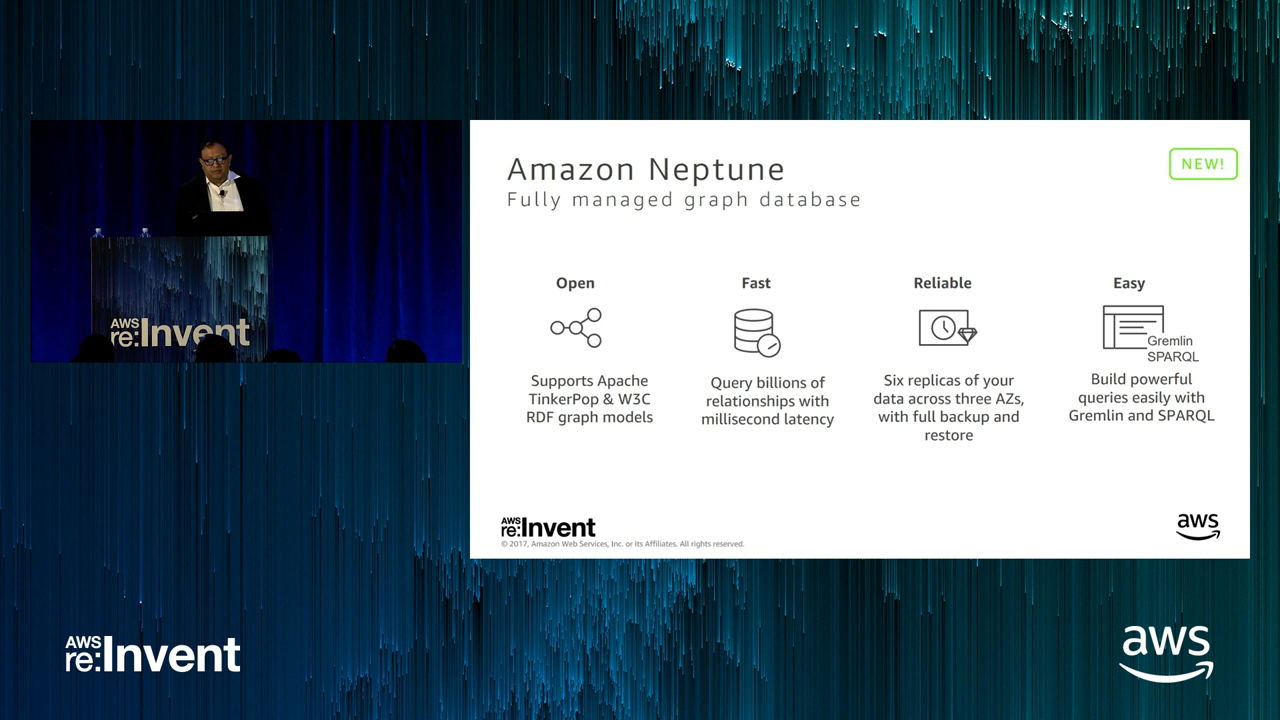 Amazon Neptune
Fully managed graph database
NEW!
Open
Supports Apache
TinkerPop & W3C
RDF graph models
Fast
Query billions of
relationships with
millisecond latency
Reliable
Six replicas of your
data across three AZs,
with full backup and
restore
Easy
Gremlin
SPARQL
Build powerful
queries easily with
Gremlin and SPARQL
AWS
re:Invent
© 2017, Amazon Web Services, Inc. or its Affiliates. All rights reserved.
aws
AWS
re:Invent
AWS
re:Invent
aws